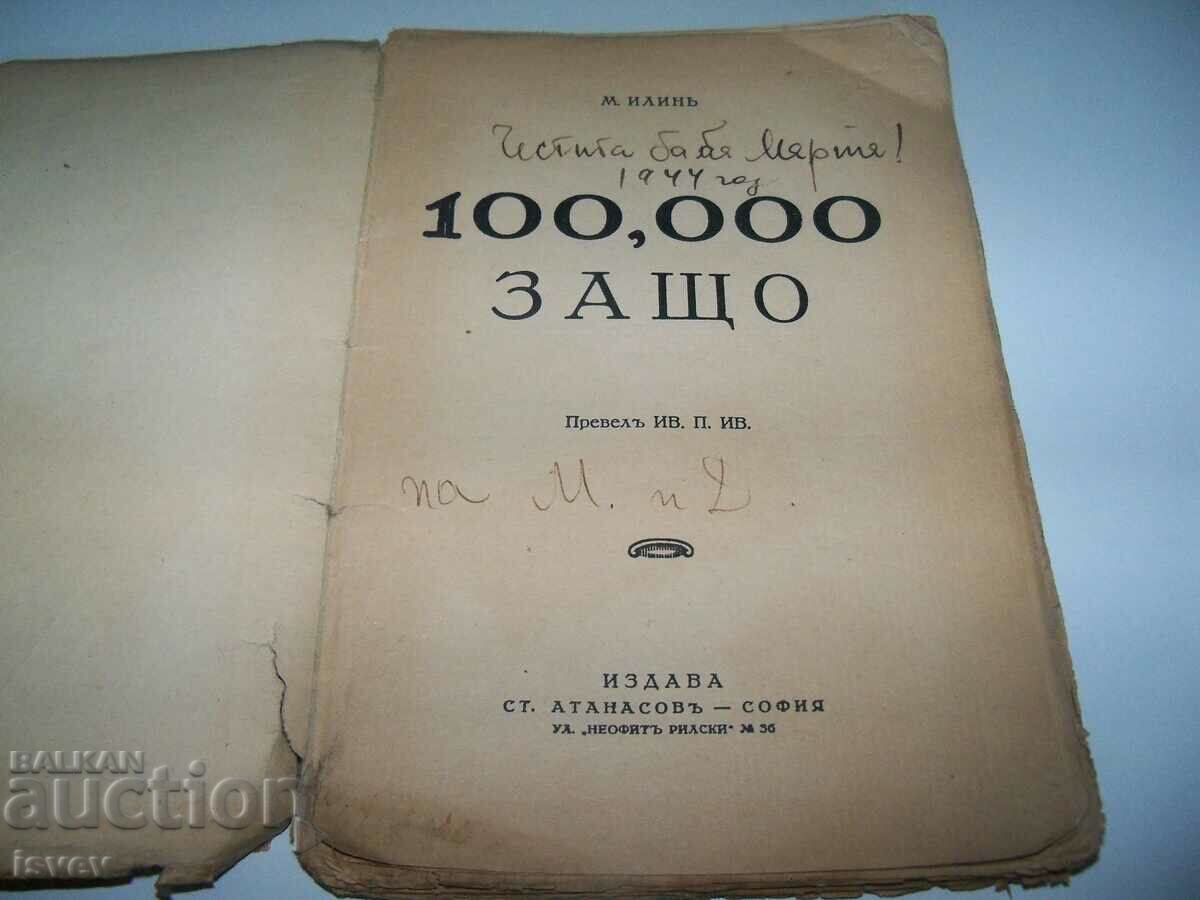 М. ИЛИНЬ
Честита баба Марта!
1944 год
100,000
ЗАЩО
Превелъ ИВ. П. ИВ.
на М. и Д.
ИЗДАВА
СТ. АТАНАСОВЪ — СОФИЯ
УЛ. „НЕОФИТЪ РИЛСКИ" № 36
BALKAN
auction
isvev